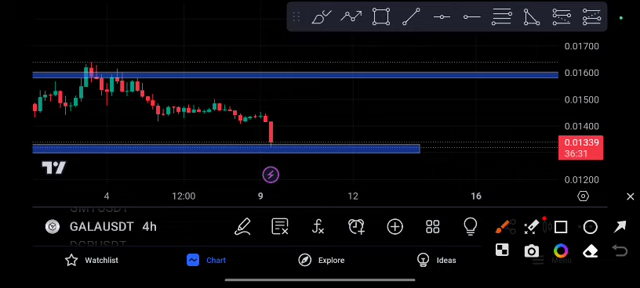 0.01700
0.01600
0.01500
0.01400
0.01339
36:31
0.01200
4 12:00 9 12 16
GALAUSDT 4h
Watchlist Chart Explore Ideas Menu